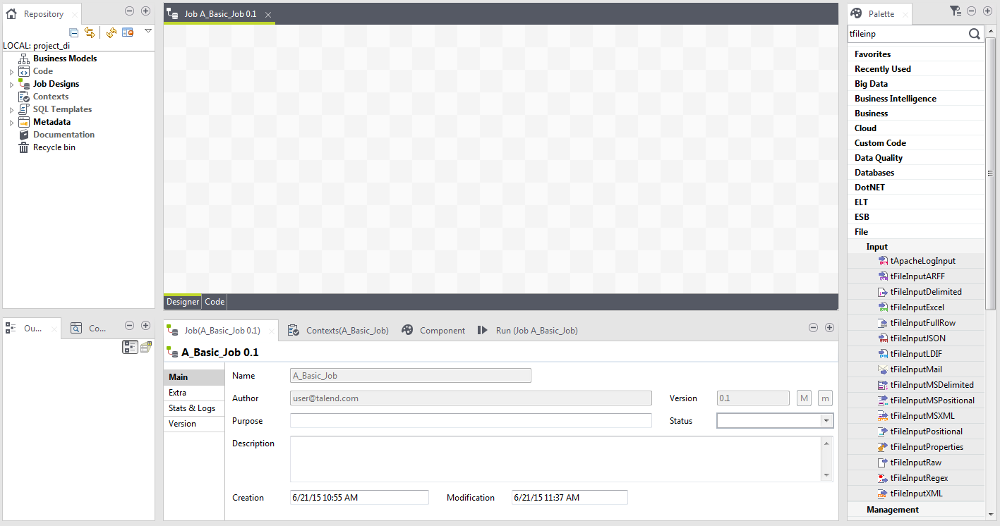 Repository
LOCAL: project_di
Business Models
Code
Job Designs
Contexts
SQL Templates
Metadata
Documentation
Recycle bin
Ou...
Co...
Job A_Basic_Job 0.1
Designer
Code
Job(A_Basic_Job 0.1)
Contexts(A_Basic_Job)
Component
Run (Job A_Basic_Job)
A_Basic_Job 0.1
Main
Extra
Stats & Logs
Version
Name
A_Basic_Job
Author
user@talend.com
Version
0.1
M
m
Purpose
Status
Description
Creation
6/21/15 10:55 AM
Modification
6/21/15 11:37 AM
Palette
tfileinp
Favorites
Recently Used
Big Data
Business Intelligence
Business
Cloud
Custom Code
Data Quality
Databases
DotNET
ELT
ESB
File
Input
tApacheLogInput
tFileInputARFF
tFileInputDelimited
tFileInputExcel
tFileInputFullRow
tFileInputJSON
tFileInputLDIF
tFileInputMail
tFileInputMSDelimited
tFileInputMSPositional
tFileInputMSXML
tFileInputPositional
tFileInputProperties
tFileInputRaw
tFileInputRegex
tFileInputXML
Management